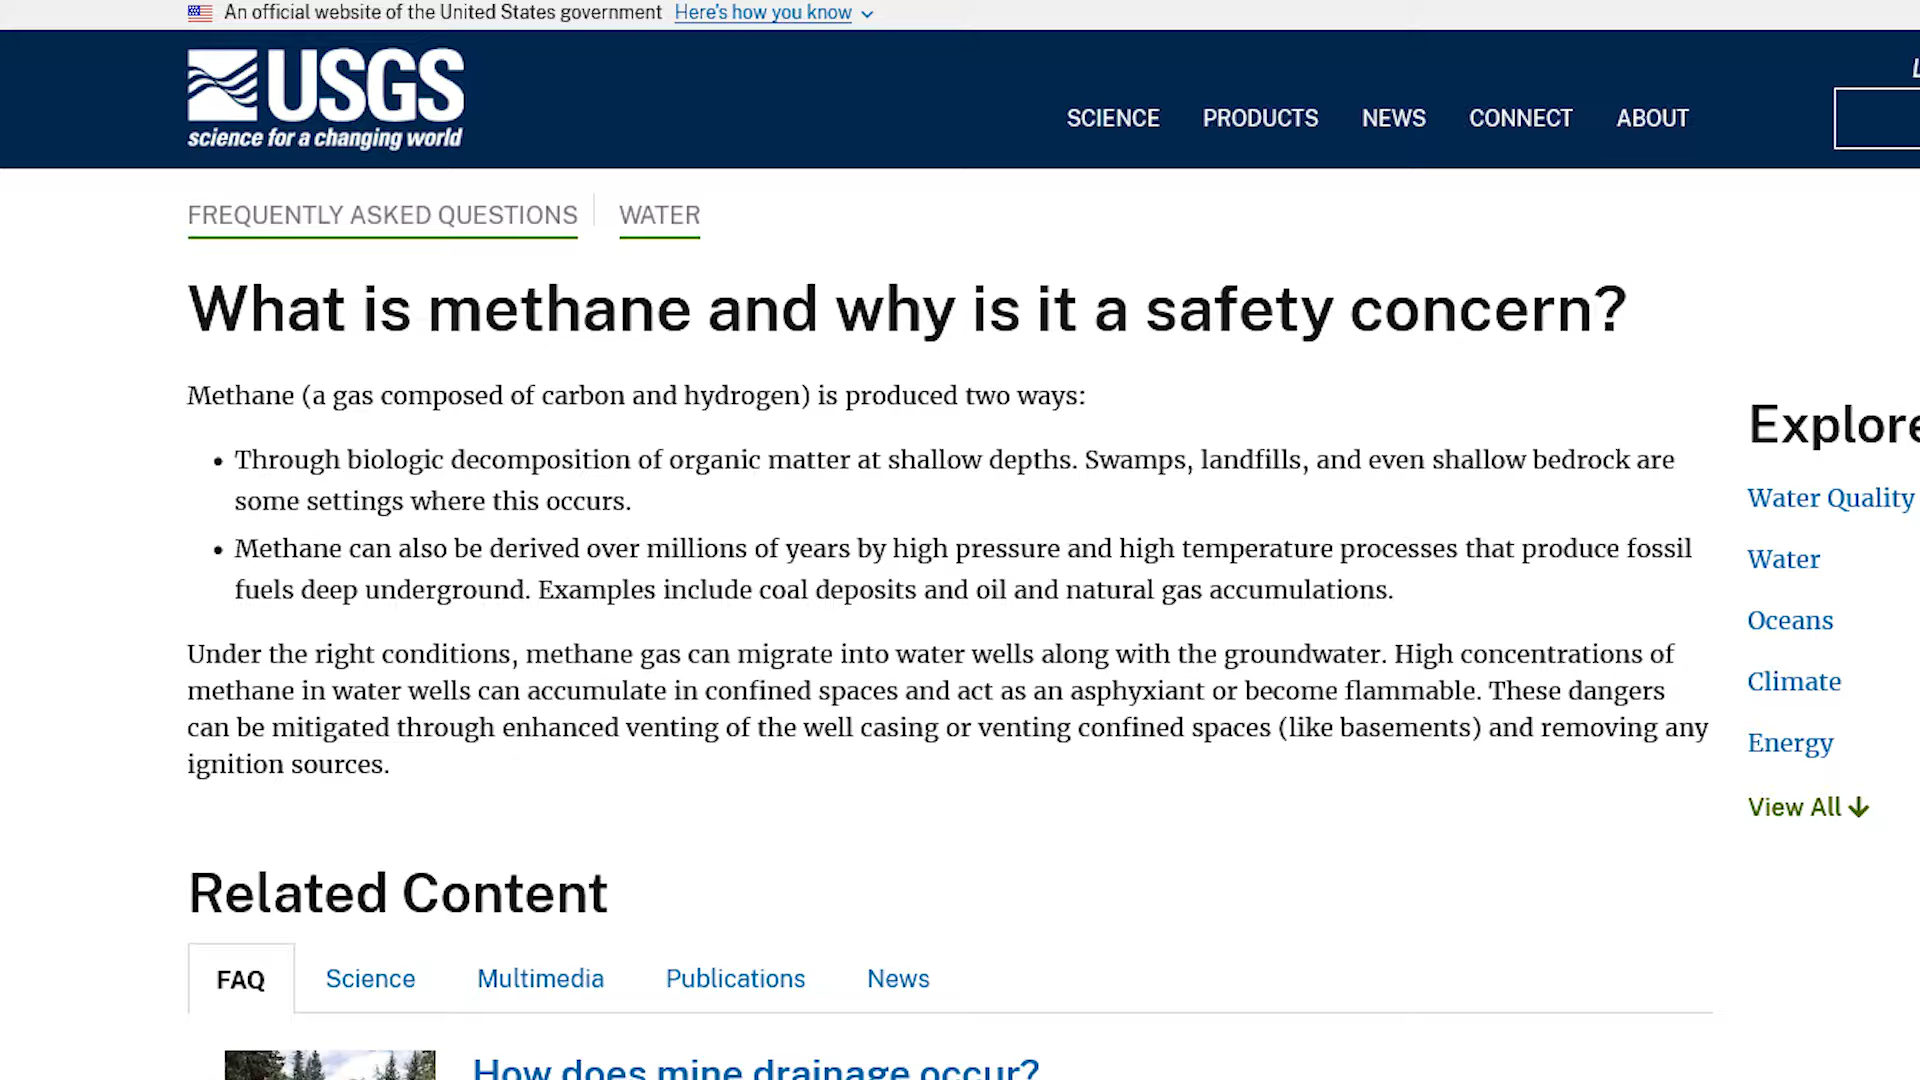 An official website of the United States government Here's how you know
USGS
science for a changing world
SCIENCE PRODUCTS NEWS CONNECT ABOUT
FREQUENTLY ASKED QUESTIONS WATER
What is methane and why is it a safety concern?
Methane (a gas composed of carbon and hydrogen) is produced two ways:
• Through biologic decomposition of organic matter at shallow depths. Swamps, landfills, and even shallow bedrock are
some settings where this occurs.
• Methane can also be derived over millions of years by high pressure and high temperature processes that produce fossil
fuels deep underground. Examples include coal deposits and oil and natural gas accumulations.
Under the right conditions, methane gas can migrate into water wells along with the groundwater. High concentrations of
methane in water wells can accumulate in confined spaces and act as an asphyxiant or become flammable. These dangers
can be mitigated through enhanced venting of the well casing or venting confined spaces (like basements) and removing any
ignition sources.
Explore
Water Quality
Water
Oceans
Climate
Energy
View All
Related Content
FAQ Science Multimedia Publications News
How does mine drainage occur?